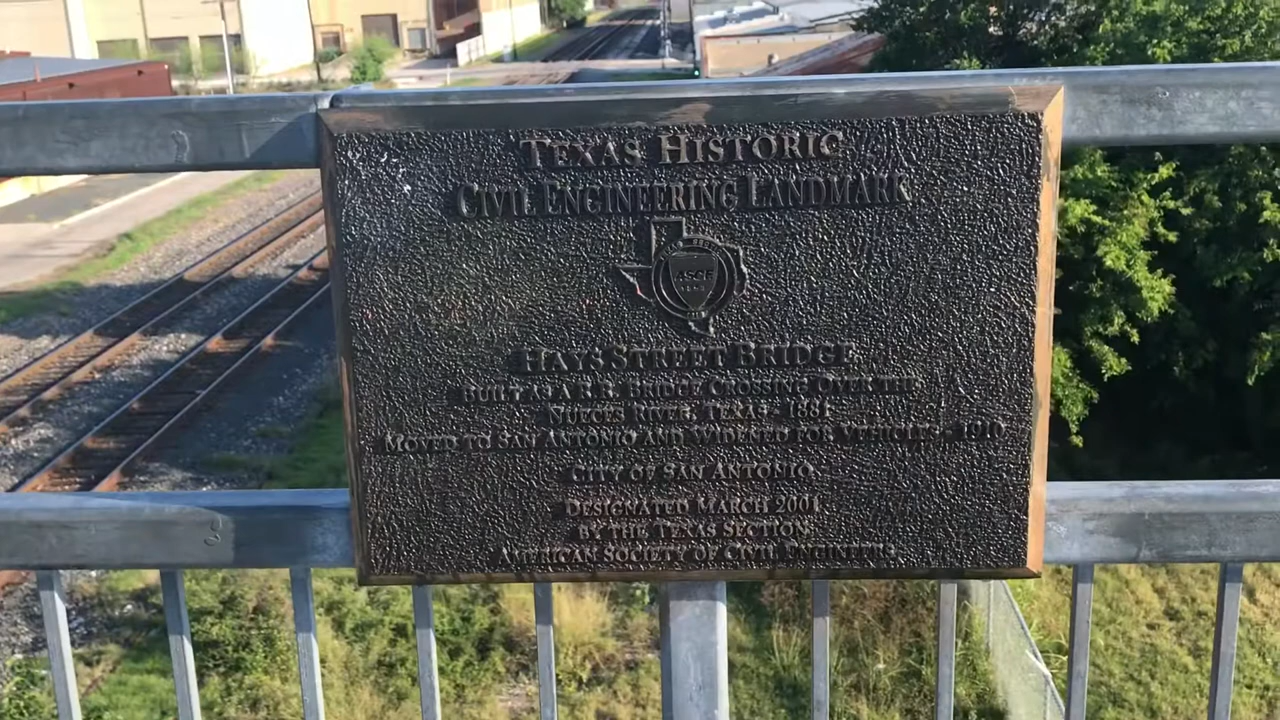 TEXAS HISTORIC
CIVIL ENGINEERING LANDMARK
ASCE
HAYS STREET BRIDGE
BUILT AS A R.R. BRIDGE CROSSING OVER THE
NUECES RIVER, TEXAS - 1881
MOVED TO SAN ANTONIO AND WIDENED FOR VEHICLES - 1910
CITY OF SAN ANTONIO
DESIGNATED MARCH 2001
BY THE TEXAS SECTION
AMERICAN SOCIETY OF CIVIL ENGINEERS